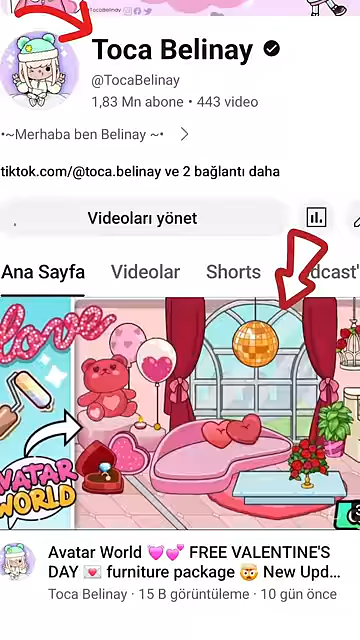 Toca Belinay
@TocaBelinay
1,83 Mn abone • 443 video
•~Merhaba ben Belinay ~•
tiktok.com/@toca.belinay ve 2 bağlantı daha
Videoları yönet
Ana Sayfa Videolar Shorts dcast'
love
AVATAR
WORLD
Avatar World 💓💕 FREE VALENTINE'S
DAY 💌 furniture package 🤯 New Upd...
Toca Belinay · 15 B görüntüleme · 10 gün önce